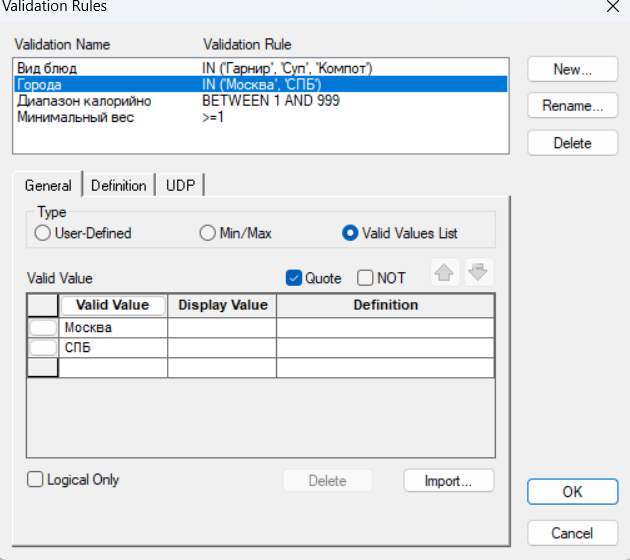 Validation Rules
Validation Name Validation Rule
Вид блюд IN ('Гарнир', 'Суп', 'Компот')
Города IN ('Москва', 'СПБ')
Диапазон калорийно BETWEEN 1 AND 999
Минимальный вес >=1
New...
Rename...
Delete
General Definition UDP
Type
User-Defined Min/Max Valid Values List
Valid Value Quote NOT
Valid Value Display Value Definition
Москва
СПБ
Logical Only Delete Import...
OK
Cancel